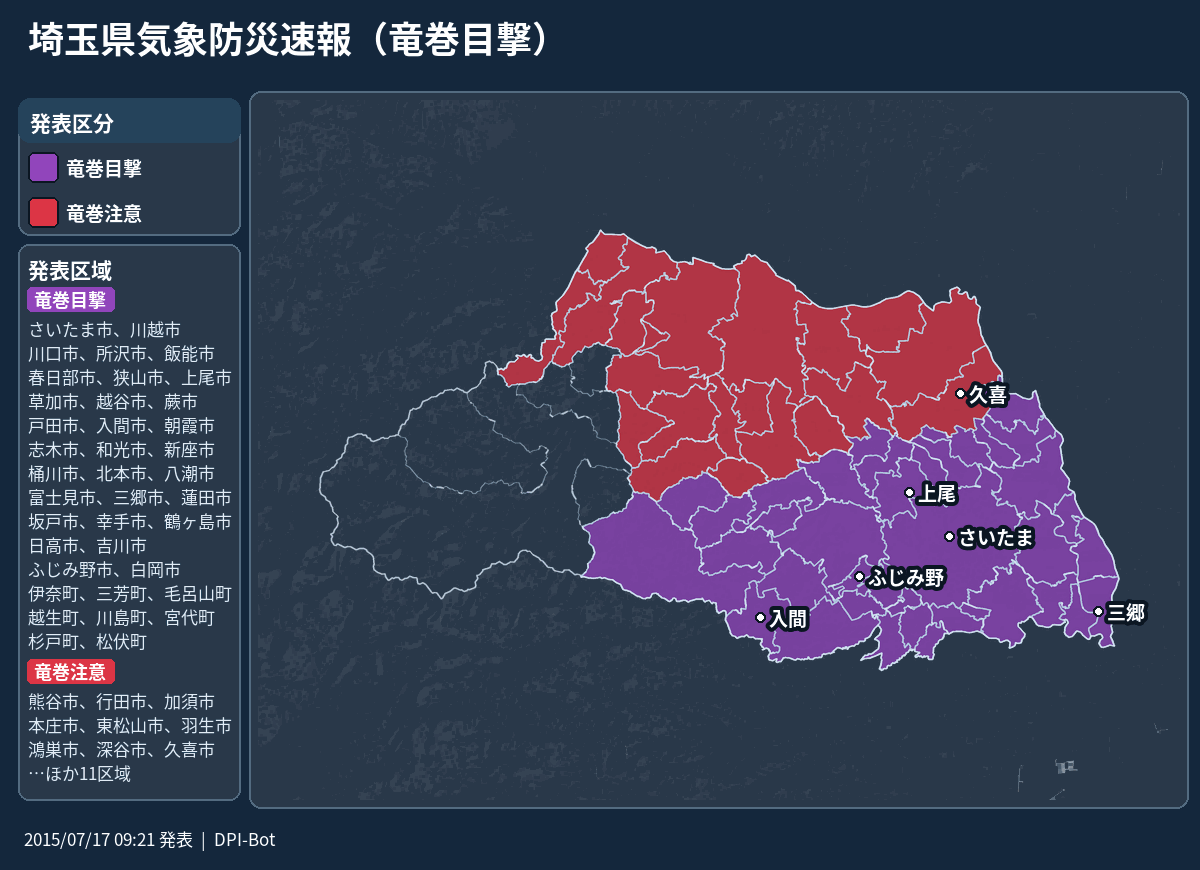 埼玉県気象防災速報（竜巻目撃）
発表区分
竜巻目撃
竜巻注意
発表区域
竜巻目撃
さいたま市、川越市
川口市、所沢市、飯能市
春日部市、狭山市、上尾市
草加市、越谷市、蕨市
戸田市、入間市、朝霞市
志木市、和光市、新座市
桶川市、北本市、八潮市
富士見市、三郷市、蓮田市
坂戸市、幸手市、鶴ヶ島市
日高市、吉川市
ふじみ野市、白岡市
伊奈町、三芳町、毛呂山町
越生町、川島町、宮代町
杉戸町、松伏町
竜巻注意
熊谷市、行田市、加須市
本庄市、東松山市、羽生市
鴻巣市、深谷市、久喜市
…ほか11区域
久喜
上尾
さいたま
ふじみ野
入間
三郷
2015/07/17 09:21 発表｜DPI-Bot